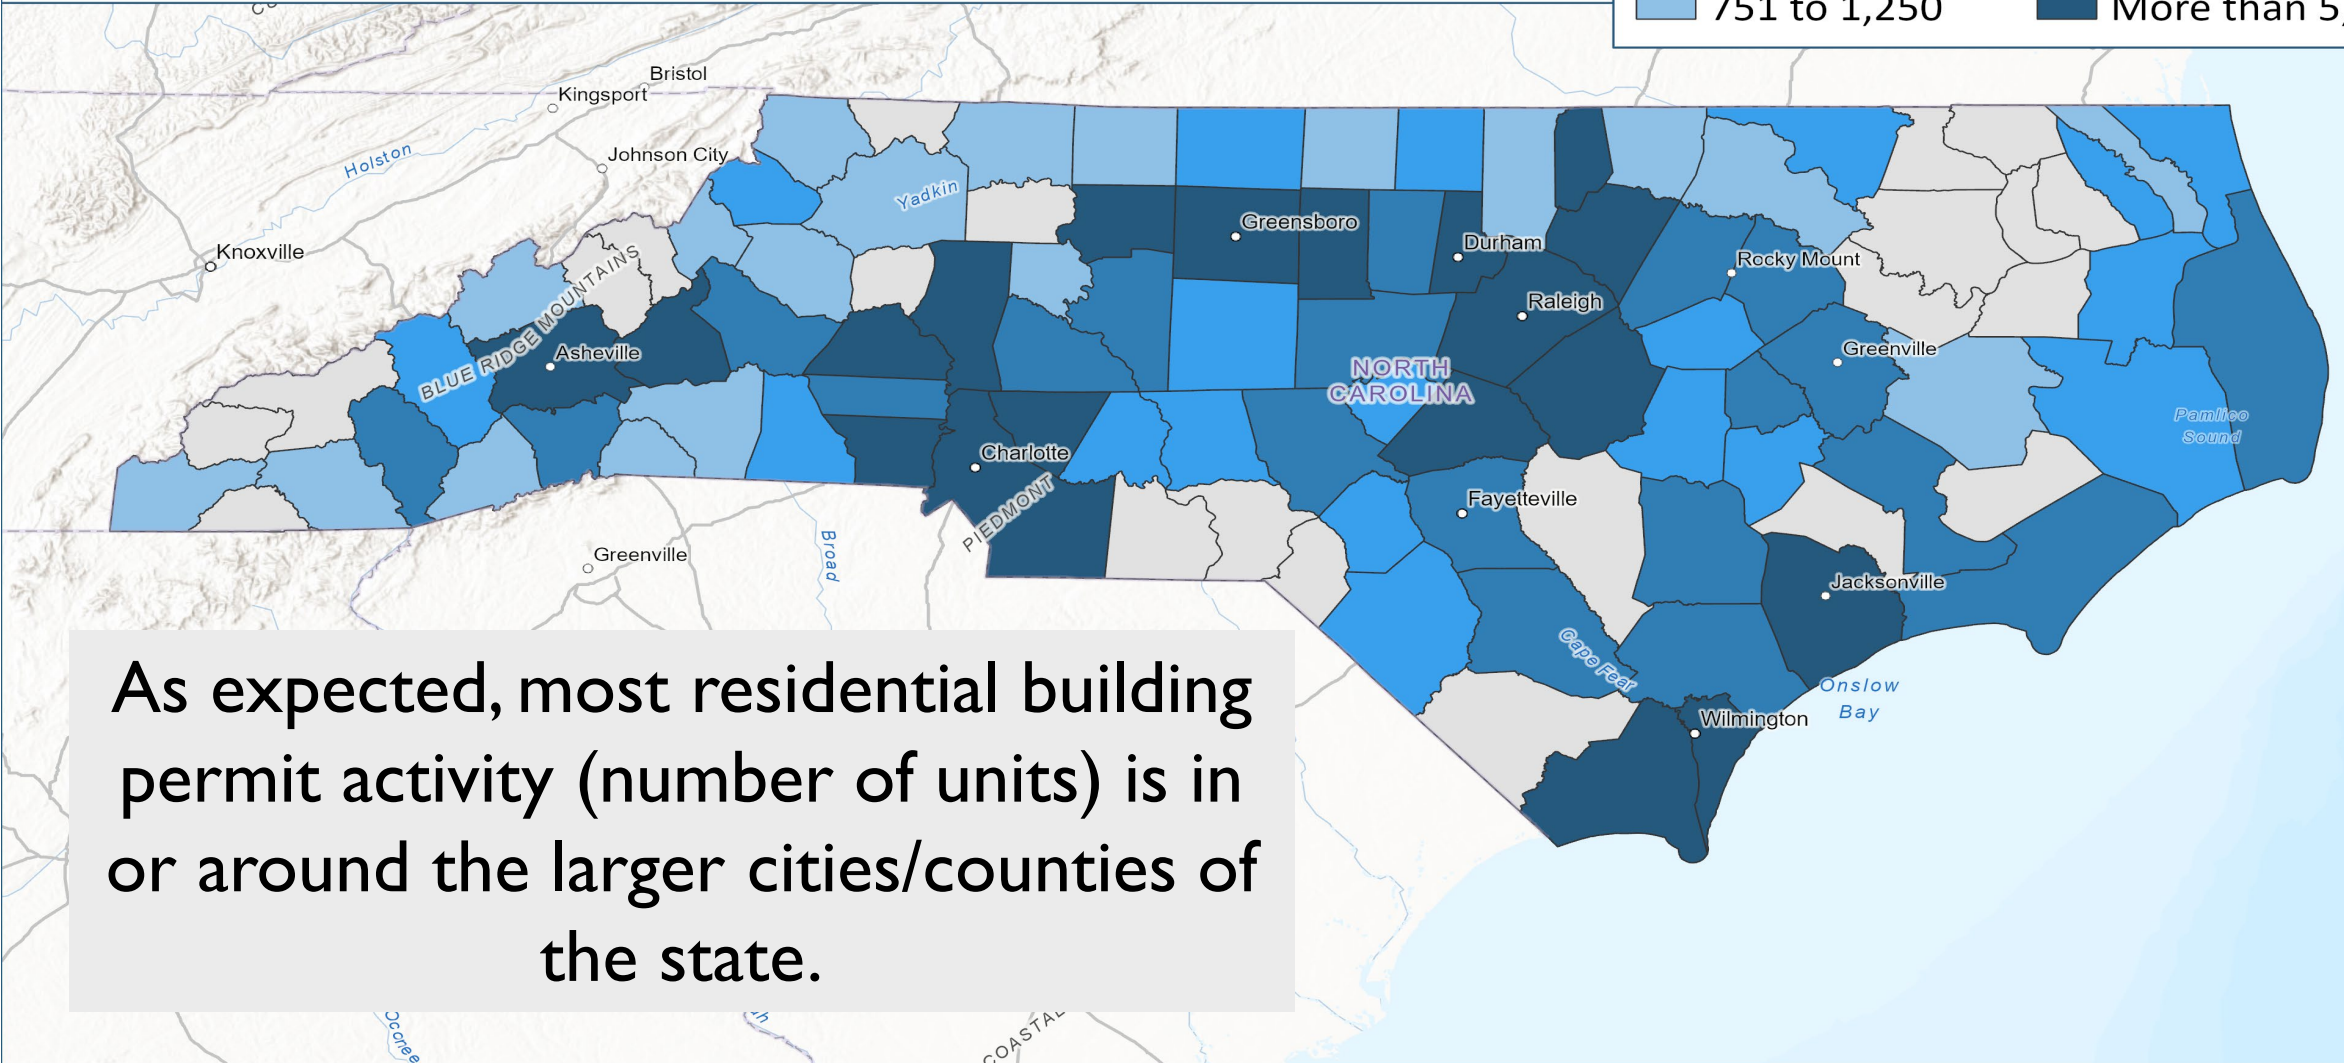 751 to 1,250
More than 5,
Bristol
Kingsport
Holston
Johnson City
Yadkin
Knoxville
Greensboro
Durham
Rocky Mount
Raleigh
BLUE RIDGE MOUNTAINS
Asheville
Greenville
NORTH
CAROLINA
Pamlico
Sound
Charlotte
PIEDMONT
Fayetteville
Broad
Greenville
Jacksonville
Cape Fear
Onslow
Bay
Wilmington
As expected, most residential building
permit activity (number of units) is in
or around the larger cities/counties of
the state.
Oconee
COASTAL